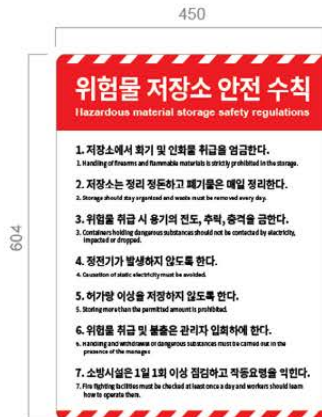 450
604
위험물 저장소 안전 수칙
Hazardous material storage safety regulations
1. 저장소에서 화기 및 인화물 취급을 엄금한다.
1. Handling of firearms and flammable materials is strictly prohibited in the storage.
2. 저장소는 정리 정돈하고 폐기물은 매일 정리한다.
2. Storage should stay organized and waste must be removed every day.
3. 위험물 취급 시 용기의 전도, 추락, 충격을 금한다.
3. Containers holding dangerous substances should not be contacted by electricity,
impacted or dropped.
4. 정전기가 발생하지 않도록 한다.
4. Causation of static electricity must be avoided.
5. 허가량 이상을 저장하지 않도록 한다.
5. Storing more than the permitted amount is prohibited.
6. 위험물 취급 및 불출은 관리자 입회하에 한다.
6. Handling and withdrawal of dangerous substances must be carried out in the
presence of the manager
7. 소방시설은 1일 1회 이상 점검하고 작동요령을 익힌다.
7. Fire fighting facilities must be checked at least once a day and workers should learn
how to operate them.